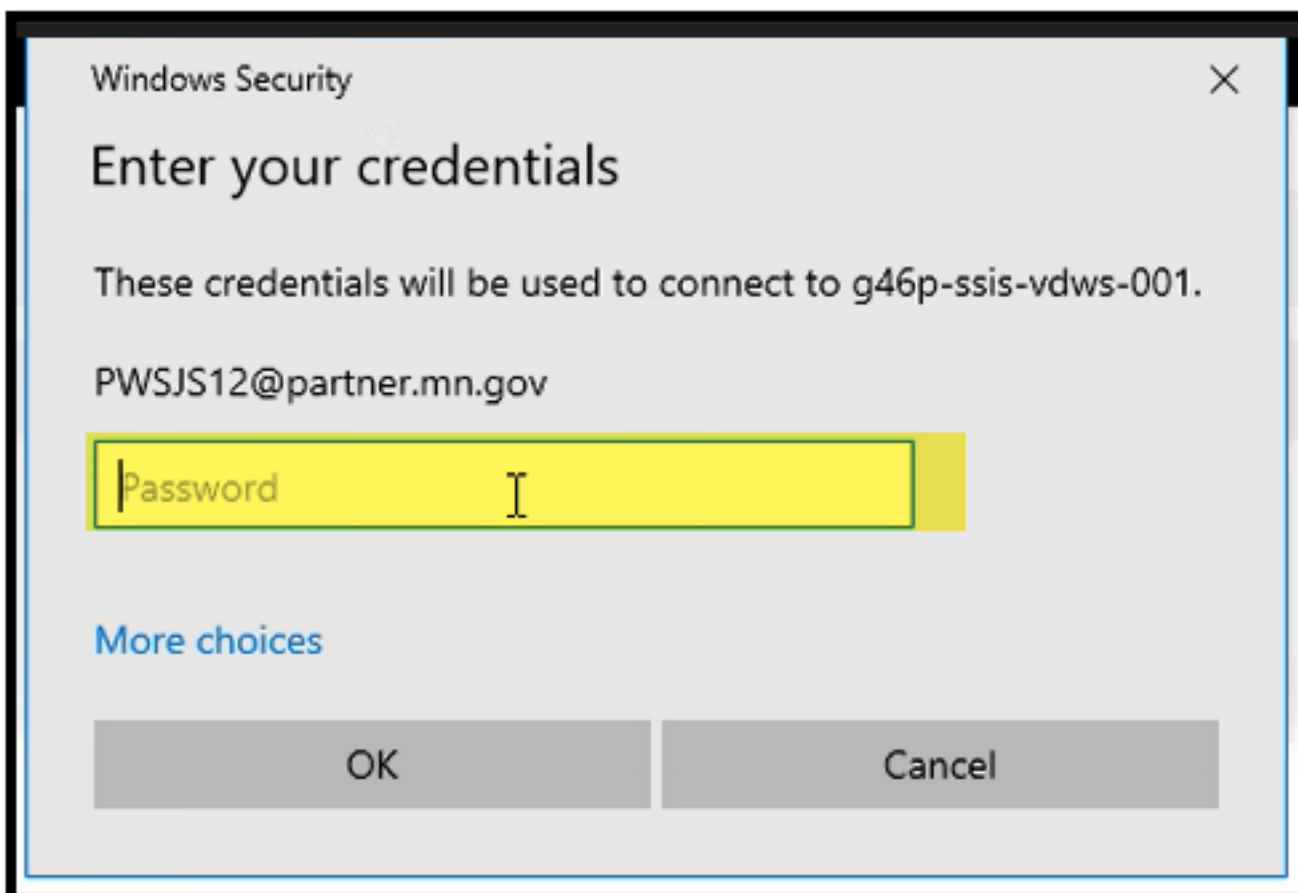 Windows Security
Enter your credentials
These credentials will be used to connect to g46p-ssis-vdws-001.
PWSJS12@partner.mn.gov
Password
More choices
OK
Cancel